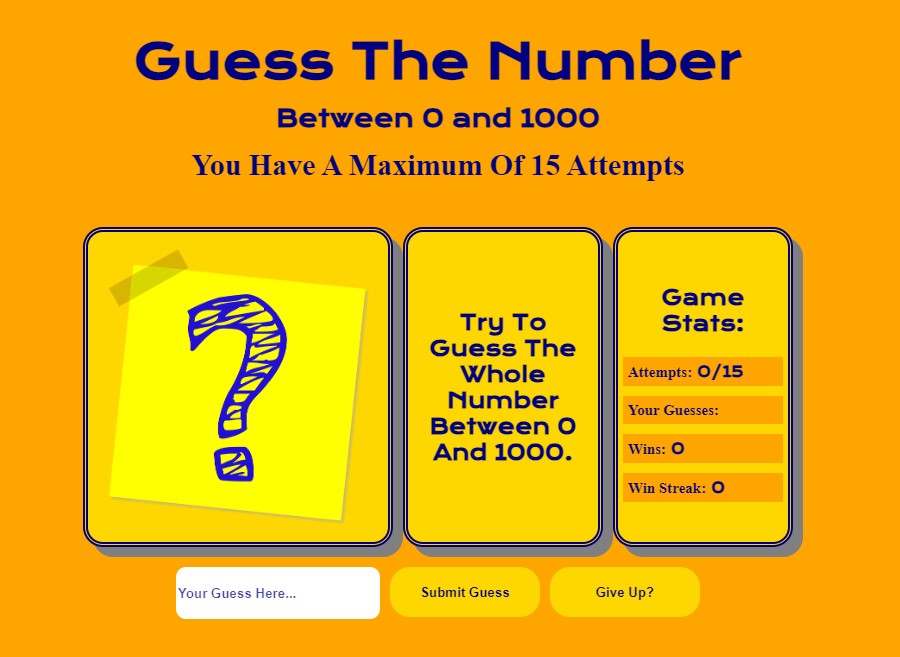 Guess The Number
Between 0 and 1000
You Have A Maximum Of 15 Attempts
?
Try To
Guess The
Whole
Number
Between 0
And 1000.
Game
Stats:
Attempts: 0/15
Your Guesses:
Wins: 0
Win Streak: 0
Your Guess Here...
Submit Guess
Give Up?